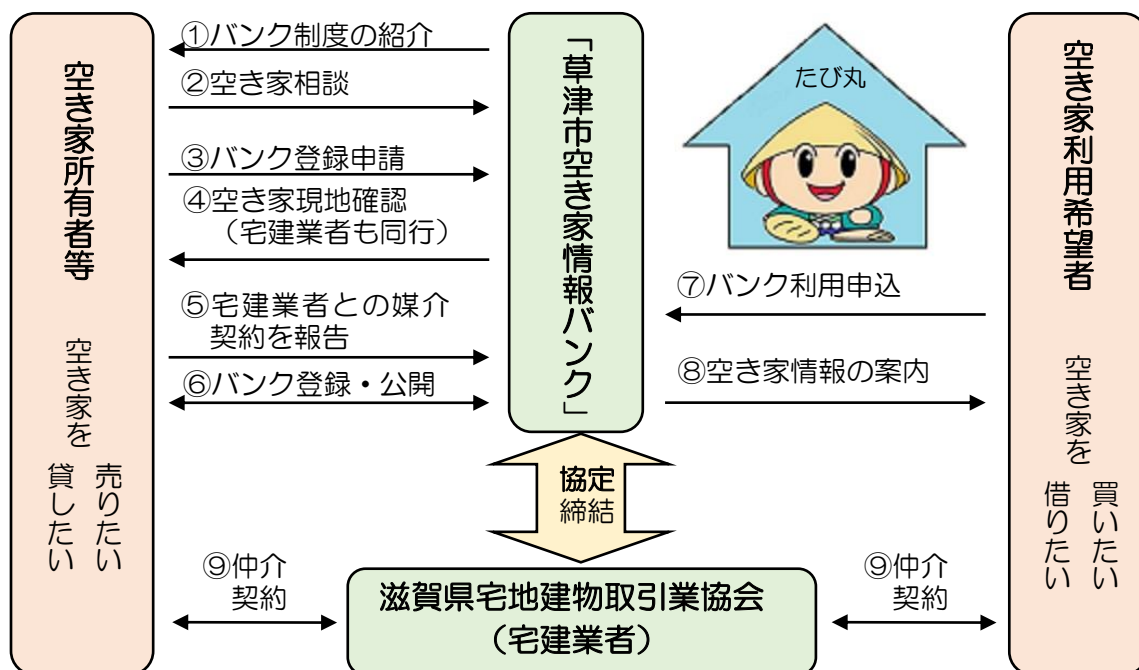 空き家所有者等
空き家を
売りたい
貸したい
①バンク制度の紹介
②空き家相談
③バンク登録申請
④空き家現地確認
（宅建業者も同行）
⑤宅建業者との媒介
契約を報告
⑥バンク登録・公開
「草津市空き家情報バンク」
たび丸
⑦バンク利用申込
⑧空き家情報の案内
空き家利用希望者
空き家を
買いたい
借りたい
協定
締結
⑨仲介
契約
滋賀県宅地建物取引業協会
（宅建業者）
⑨仲介
契約